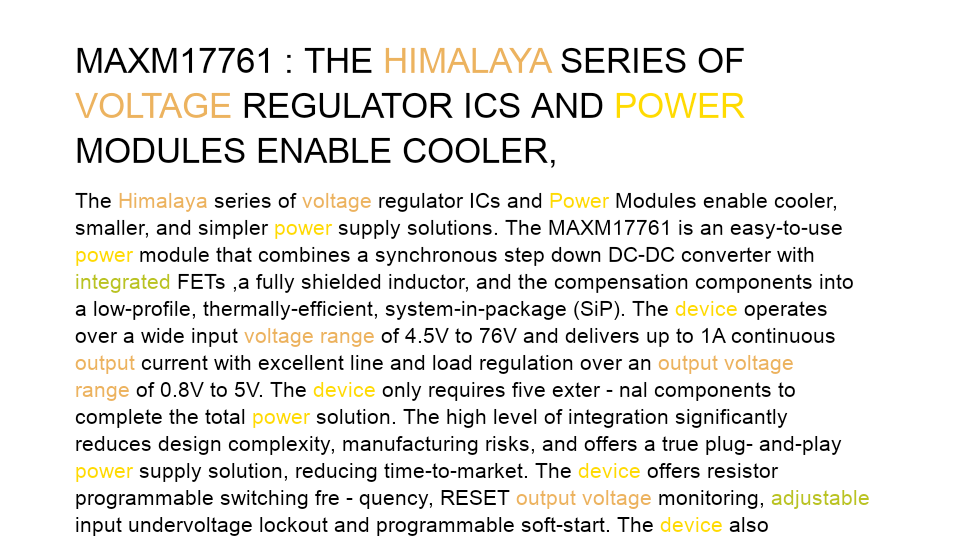 MAXM17761 : THE HIMALAYA SERIES OF
VOLTAGE REGULATOR ICS AND POWER
MODULES ENABLE COOLER,
The Himalaya series of voltage regulator ICs and Power Modules enable cooler,
smaller, and simpler power supply solutions. The MAXM17761 is an easy-to-use
power module that combines a synchronous step down DC-DC converter with
integrated FETs ,a fully shielded inductor, and the compensation components into
a low-profile, thermally-efficient, system-in-package (SiP). The device operates
over a wide input voltage range of 4.5V to 76V and delivers up to 1A continuous
output current with excellent line and load regulation over an output voltage
range of 0.8V to 5V. The device only requires five exter - nal components to
complete the total power solution. The high level of integration significantly
reduces design complexity, manufacturing risks, and offers a true plug- and-play
power supply solution, reducing time-to-market. The device offers resistor
programmable switching fre - quency, RESET output voltage monitoring, adjustable
input undervoltage lockout and programmable soft-start. The device also